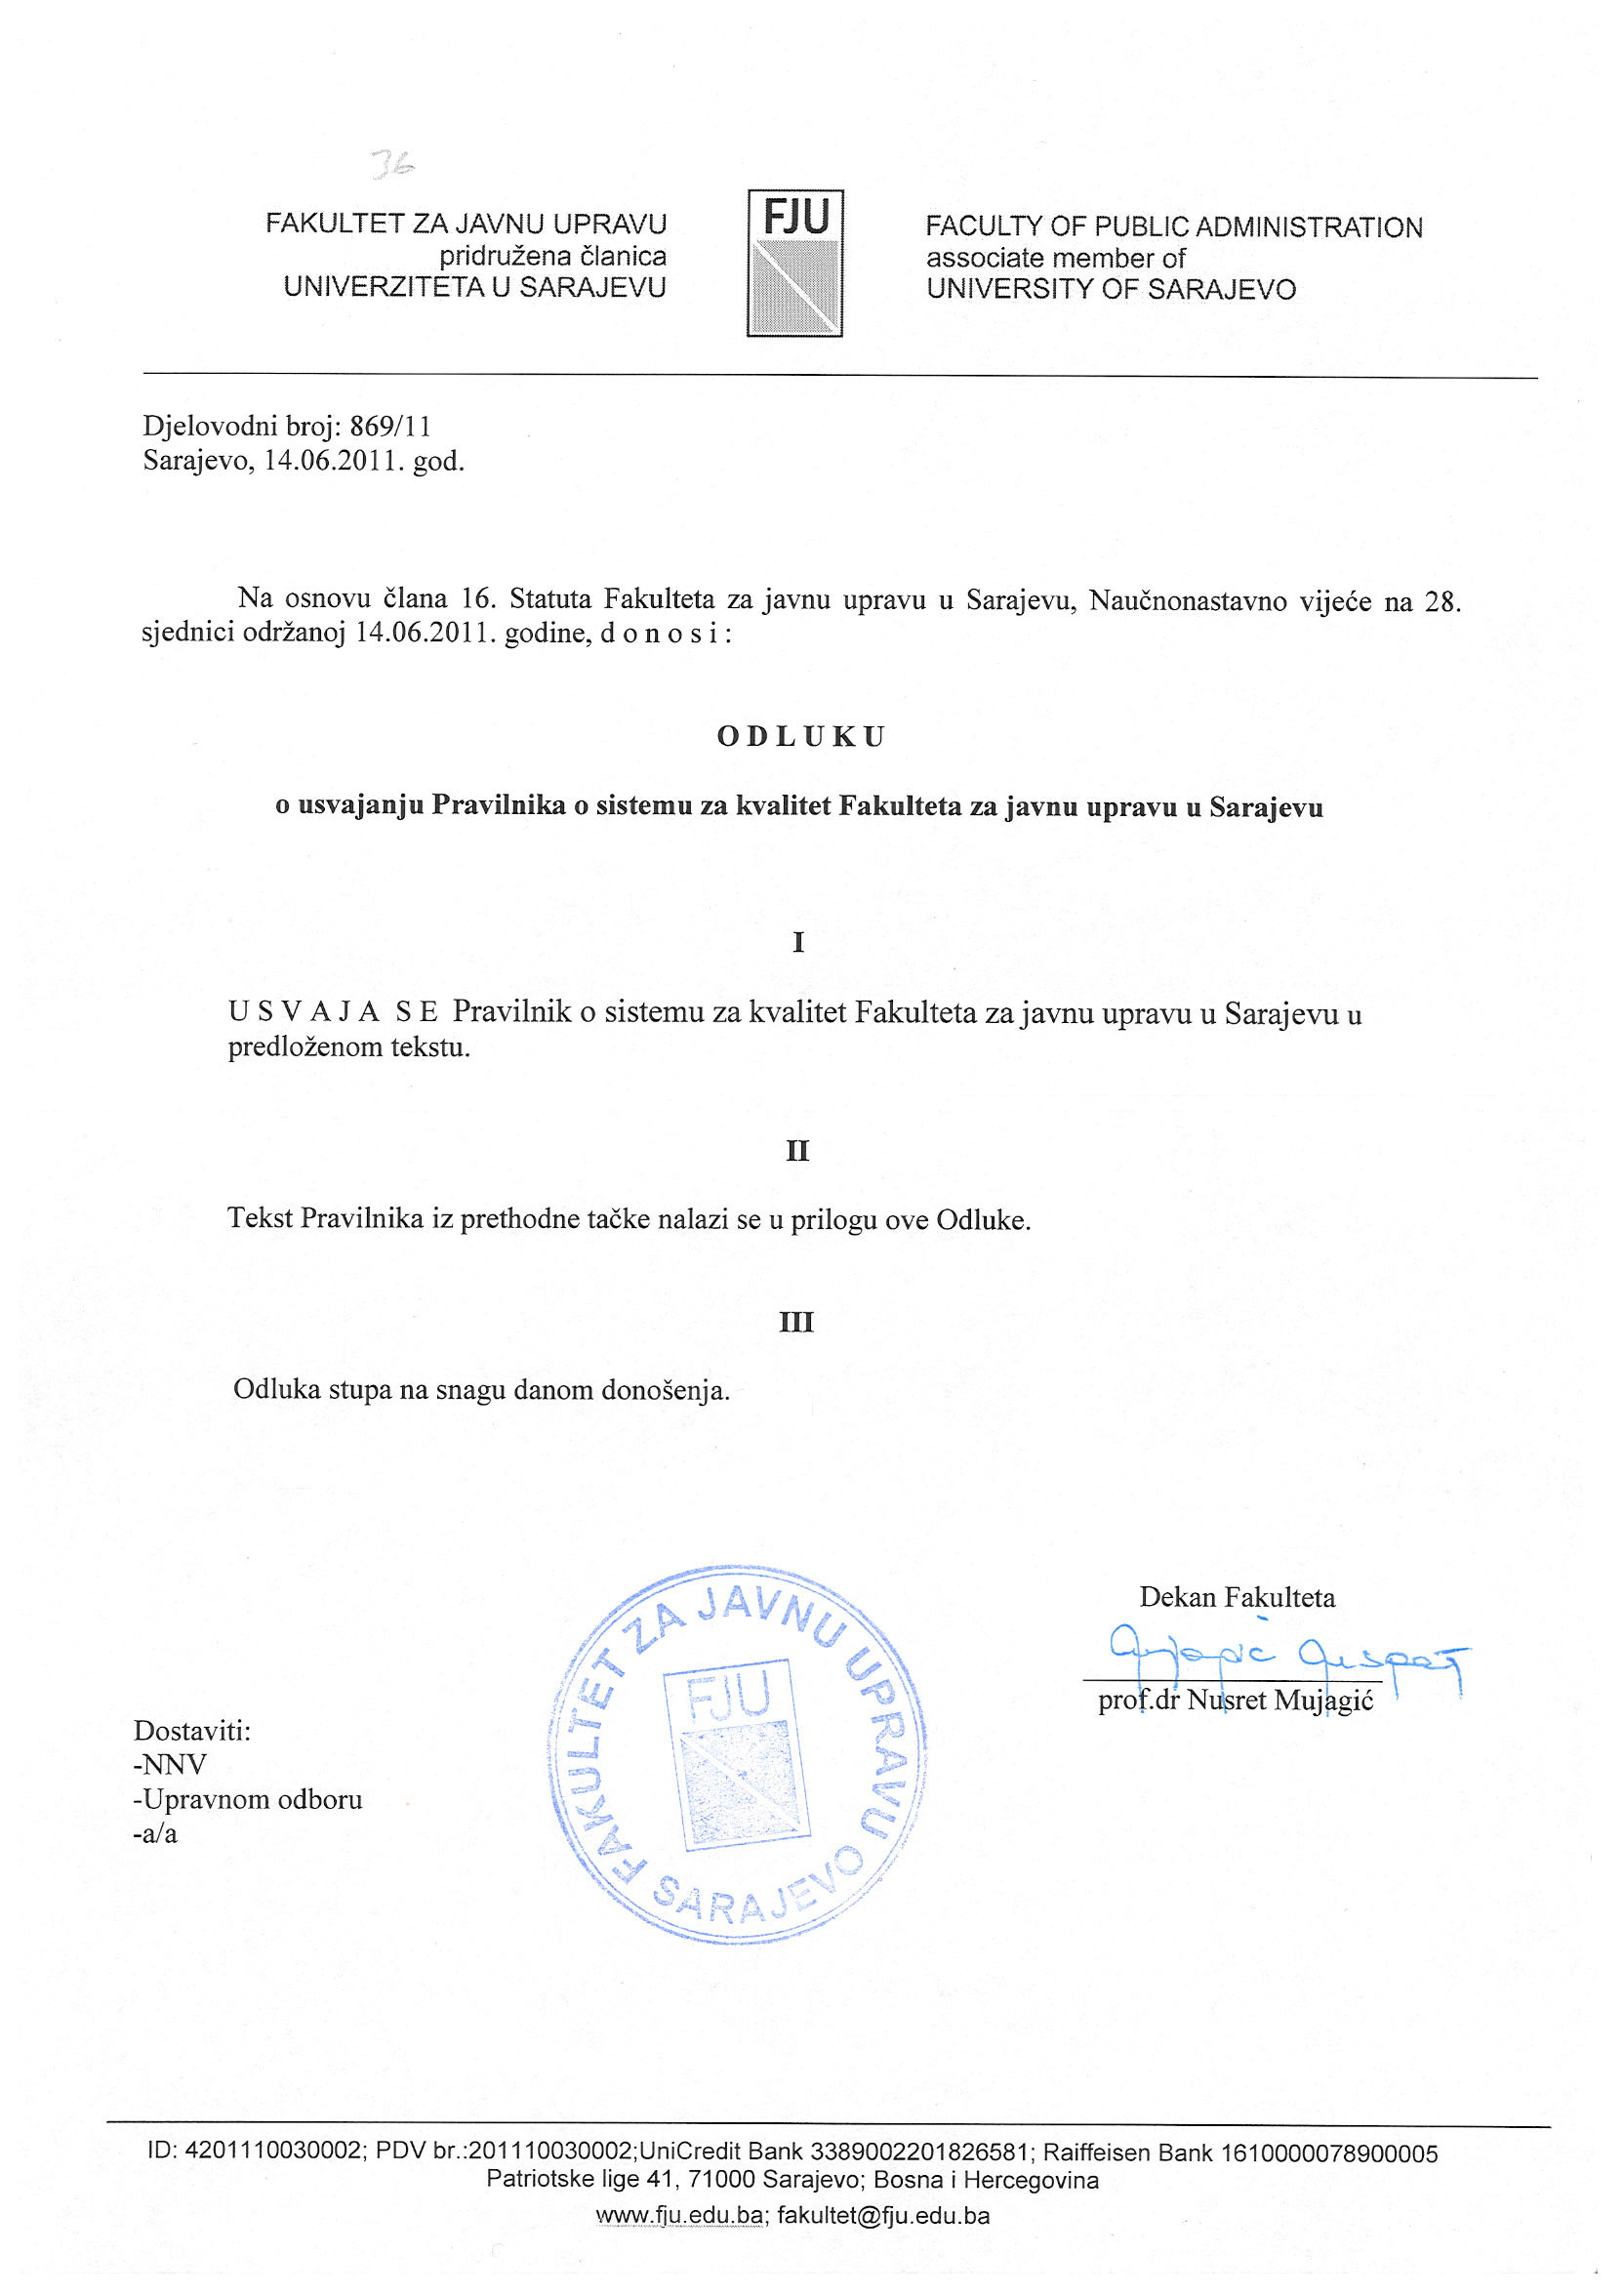 36
FAKULTET ZA JAVNU UPRAVU
pridružena članica
UNIVERZITETA U SARAJEVU
FJU
FACULTY OF PUBLIC ADMINISTRATION
associate member of
UNIVERSITY OF SARAJEVO
Djelovodni broj: 869/11
Sarajevo, 14.06.2011. god.
Na osnovu člana 16. Statuta Fakulteta za javnu upravu u Sarajevu, Naučnonastavno vijeće na 28.
sjednici održanoj 14.06.2011. godine, d o n o s i :
O D L U K U
o usvajanju Pravilnika o sistemu za kvalitet Fakulteta za javnu upravu u Sarajevu
I
U S V A J A  S E Pravilnik o sistemu za kvalitet Fakulteta za javnu upravu u Sarajevu u
predloženom tekstu.
II
Tekst Pravilnika iz prethodne tačke nalazi se u prilogu ove Odluke.
III
Odluka stupa na snagu danom donošenja.
Dekan Fakulteta
prof.dr Nusret Mujagić
FAKULTET ZA JAVNU UPRAVU
FJU
SARAJEVO
Dostaviti:
-NNV
-Upravnom odboru
-a/a
ID: 4201110030002; PDV br.:201110030002;UniCredit Bank 3389002201826581; Raiffeisen Bank 1610000078900005
Patriotske lige 41, 71000 Sarajevo; Bosna i Hercegovina
www.fju.edu.ba; fakultet@fju.edu.ba